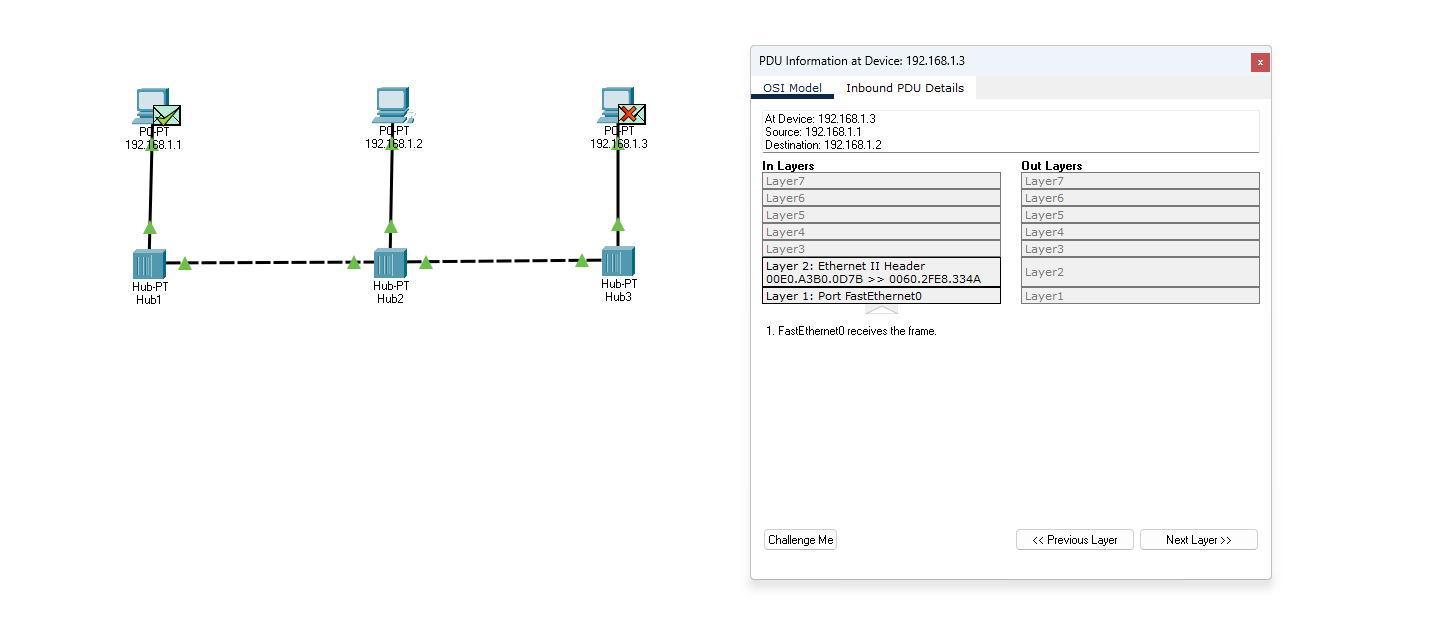 PC-PT
192.168.1.1
PC-PT
192.168.1.2
PC-PT
192.168.1.3
Hub-PT
Hub1
Hub-PT
Hub2
Hub-PT
Hub3
PDU Information at Device: 192.168.1.3
x
OSI Model
Inbound PDU Details
At Device: 192.168.1.3
Source: 192.168.1.1
Destination: 192.168.1.2
In Layers
Layer7
Layer6
Layer5
Layer4
Layer3
Layer 2: Ethernet II Header
00E0.A3B0.0D7B >> 0060.2FE8.334A
Layer 1: Port FastEthernet0
Out Layers
Layer7
Layer6
Layer5
Layer4
Layer3
Layer2
Layer1
1. FastEthernet0 receives the frame.
Challenge Me
<< Previous Layer
Next Layer >>